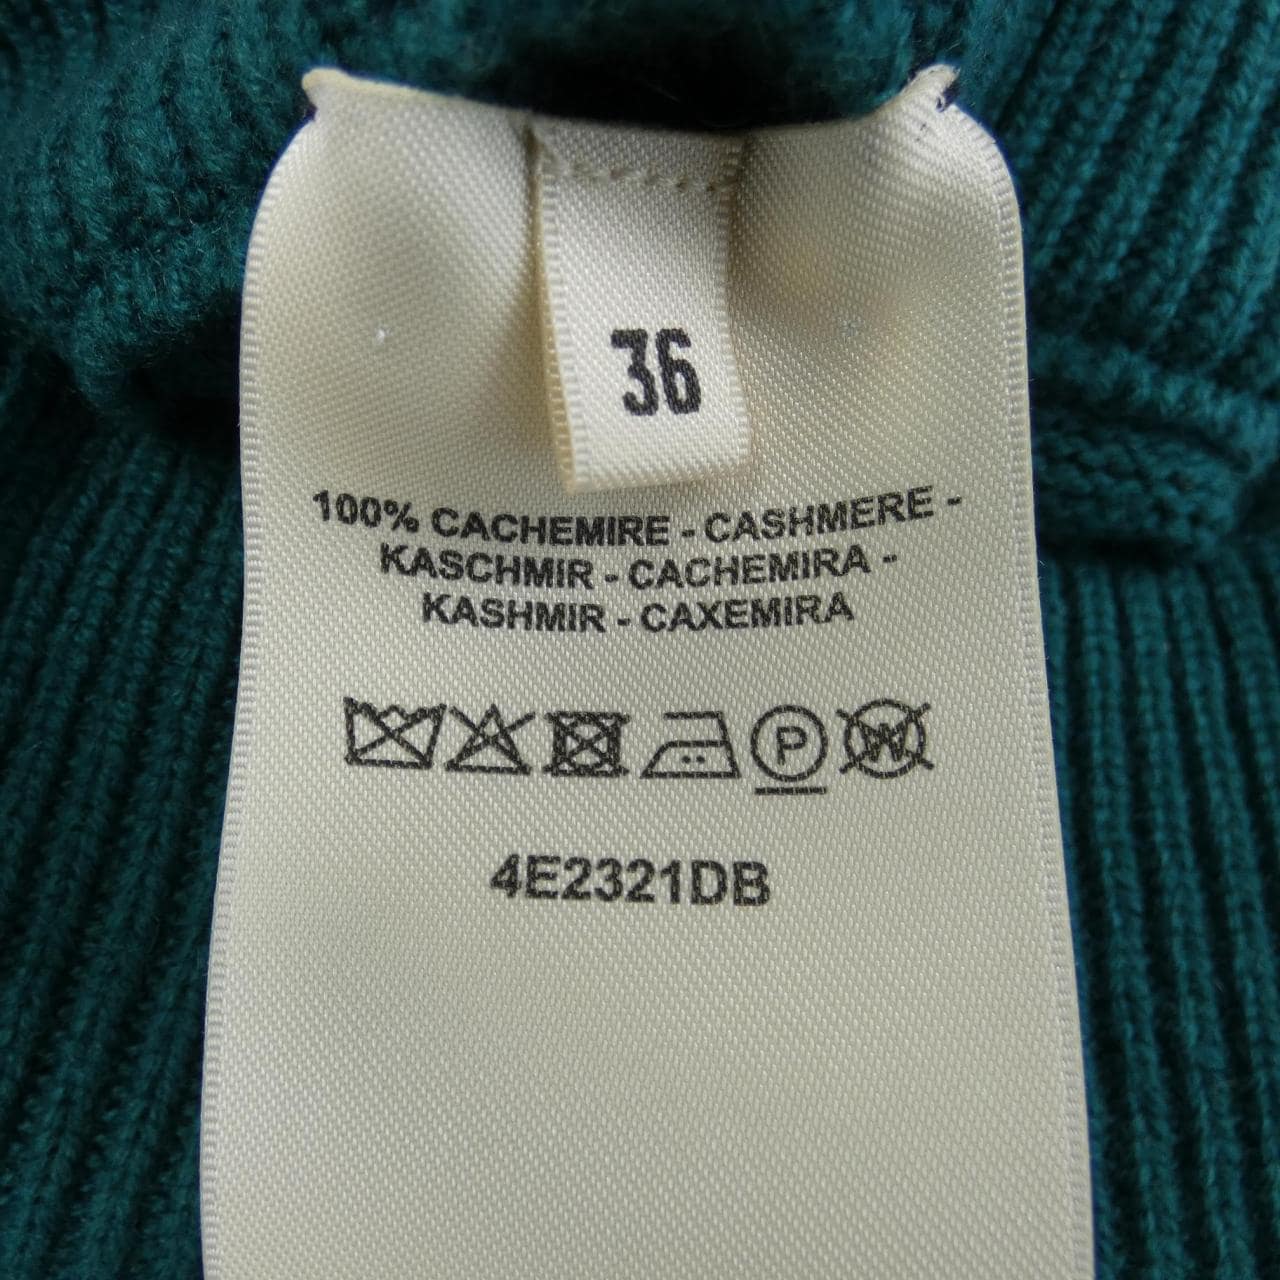 36
100% CACHEMIRE - CASHMERE -
KASCHMIR - CACHEMIRA -
KASHMIR - CAXEMIRA
P W
4E2321DB